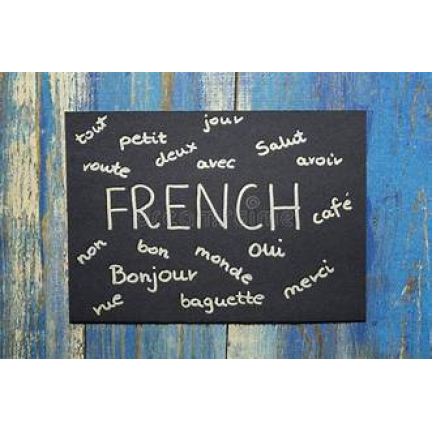 tout
jour
petit
deux
Salut
route
avec
avoir
FRENCH
café
non
bon
monde
Oui
Bonjour
merci
rue
baguette